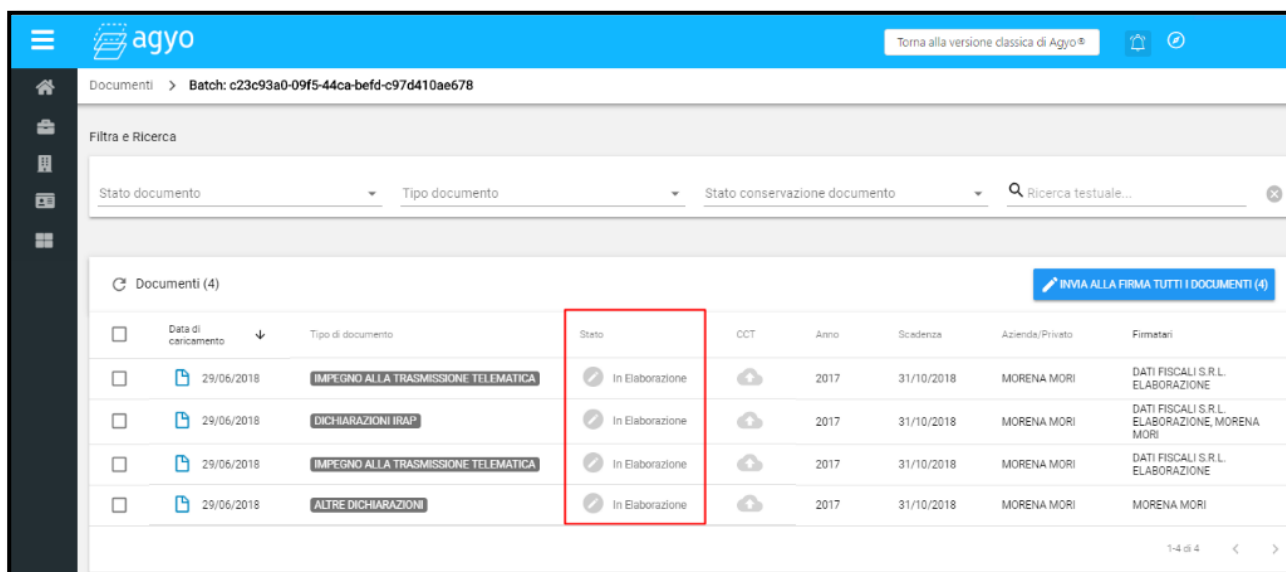 agyo
Torna alla versione classica di Agyo®
Documenti > Batch: c23c93a0-09f5-44ca-befd-c97d410ae678
Filtra e Ricerca
Stato documento Tipo documento Stato conservazione documento Ricerca testuale...
Documenti (4)
INVIA ALLA FIRMA TUTTI I DOCUMENTI (4)
Data di caricamento Tipo di documento Stato CCT Anno Scadenza Azienda/Privato Firmatari
29/06/2018 IMPEGNO ALLA TRASMISSIONE TELEMATICA In Elaborazione 2017 31/10/2018 MORENA MORI DATI FISCALI S.R.L. ELABORAZIONE
29/06/2018 DICHIARAZIONI IRAP In Elaborazione 2017 31/10/2018 MORENA MORI DATI FISCALI S.R.L. ELABORAZIONE, MORENA MORI
29/06/2018 IMPEGNO ALLA TRASMISSIONE TELEMATICA In Elaborazione 2017 31/10/2018 MORENA MORI DATI FISCALI S.R.L. ELABORAZIONE
29/06/2018 ALTRE DICHIARAZIONI In Elaborazione 2017 31/10/2018 MORENA MORI MORENA MORI
1-4 di 4 < >